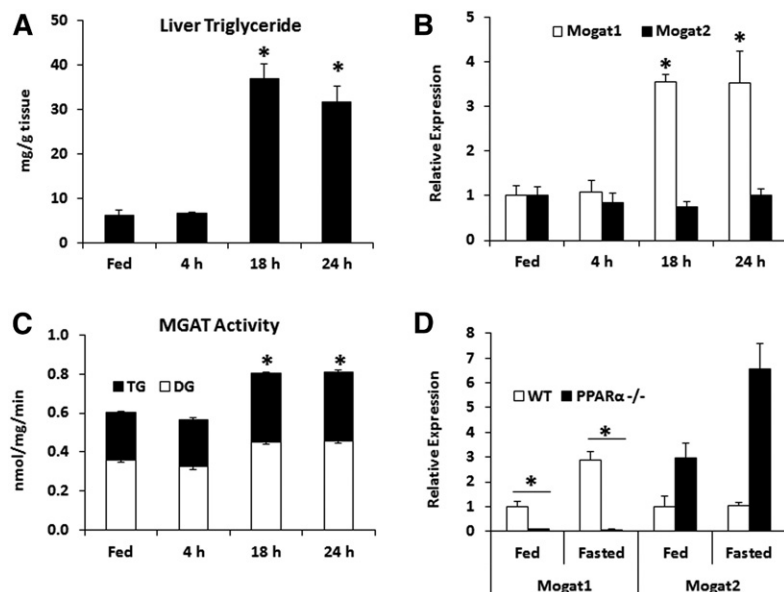 A
Liver Triglyceride
mg/g tissue
50
40
30
20
10
0
*
*
Fed 4 h 18 h 24 h
B
Relative Expression
5
4
3
2
1
0
Mogat1 Mogat2
*
*
Fed 4 h 18 h 24 h
C
MGAT Activity
nmol/mg/min
1.0
0.8
0.6
0.4
0.2
0.0
TG DG
*
*
Fed 4 h 18 h 24 h
D
Relative Expression
8
7
6
5
4
3
2
1
0
WT PPARα -/-
*
*
Fed Fasted Fed Fasted
Mogat1 Mogat2